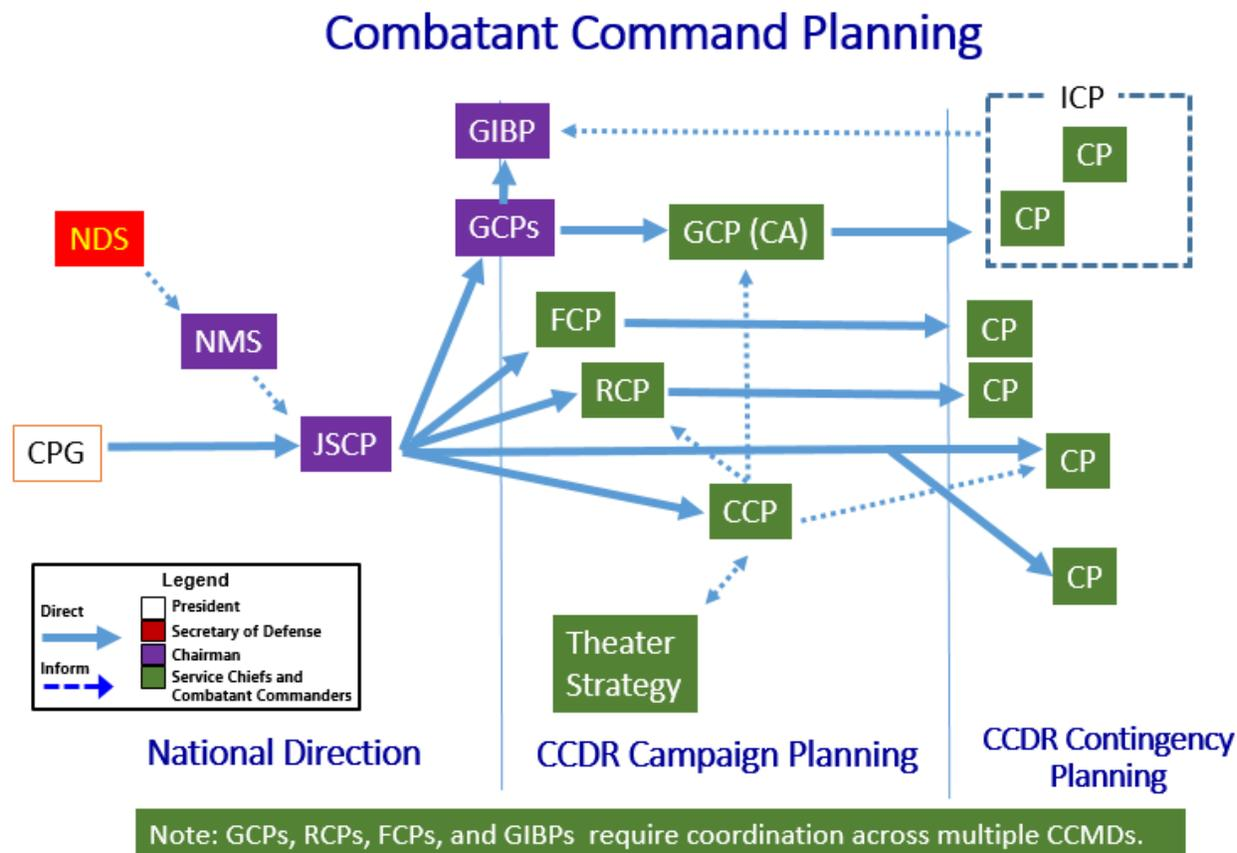 Combatant Command Planning
ICP
GIBP
CP
CP
GCPs
GCP (CA)
NDS
FCP
CP
NMS
RCP
CP
CPG
JSCP
CP
CCP
CP
Legend
Direct
President
Secretary of Defense
Chairman
Inform
Service Chiefs and
Combatant Commanders
Theater
Strategy
National Direction
CCDR Campaign Planning
CCDR Contingency
Planning
Note: GCPs, RCPs, FCPs, and GIBPs require coordination across multiple CCMDs.